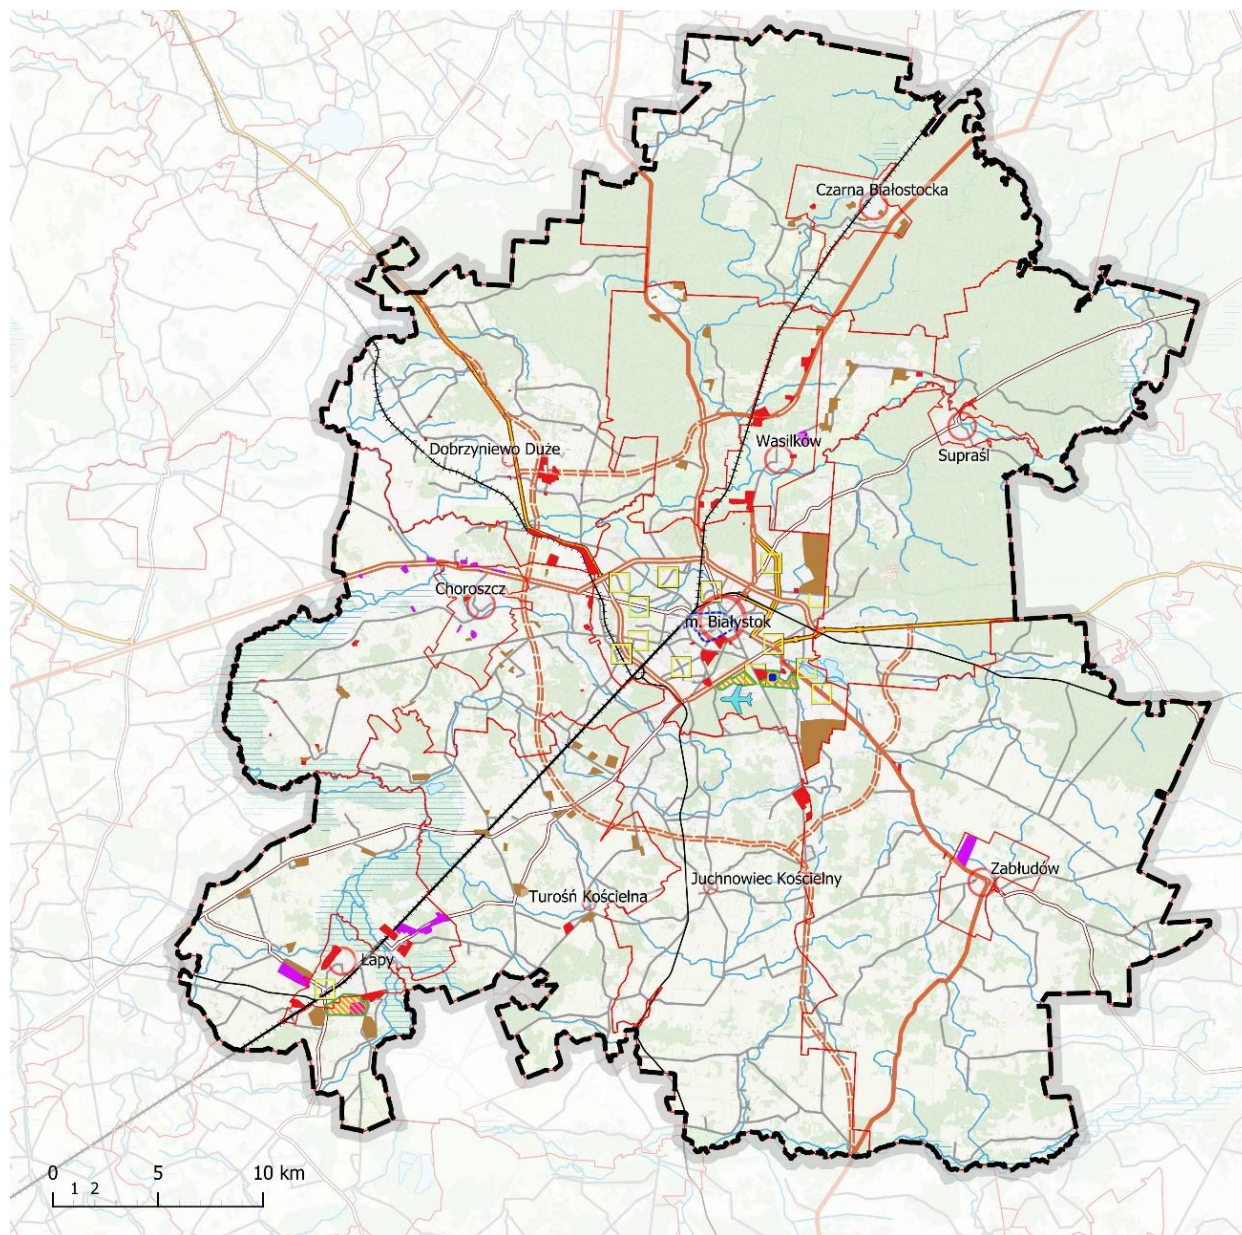 Czarna Białostocka
Wasilków
Dobrzyniewo Duże
Supraśl
Choroszcz
m. Białystok
Zabłudów
Juchnowiec Kościelny
Turośń Kościelna
Łapy
0 5 10 km
1 2